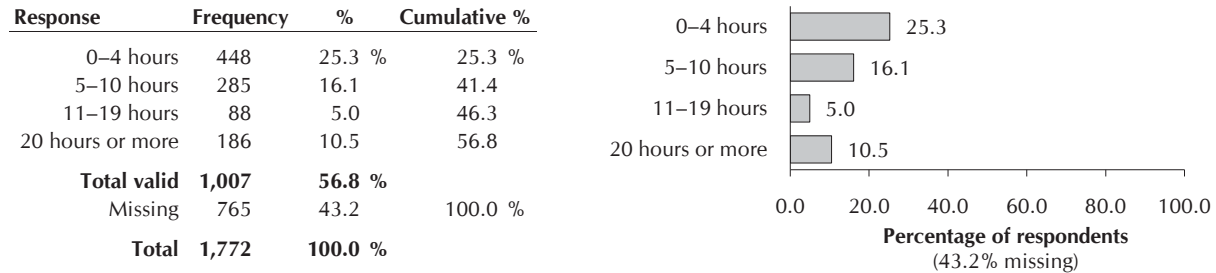 Response Frequency % Cumulative %
0–4 hours 448 25.3 % 25.3 %
5–10 hours 285 16.1 41.4
11–19 hours 88 5.0 46.3
20 hours or more 186 10.5 56.8
Total valid 1,007 56.8 %
Missing 765 43.2 100.0 %
Total 1,772 100.0 %
0–4 hours 25.3
5–10 hours 16.1
11–19 hours 5.0
20 hours or more 10.5
0.0 20.0 40.0 60.0 80.0 100.0
Percentage of respondents
(43.2% missing)